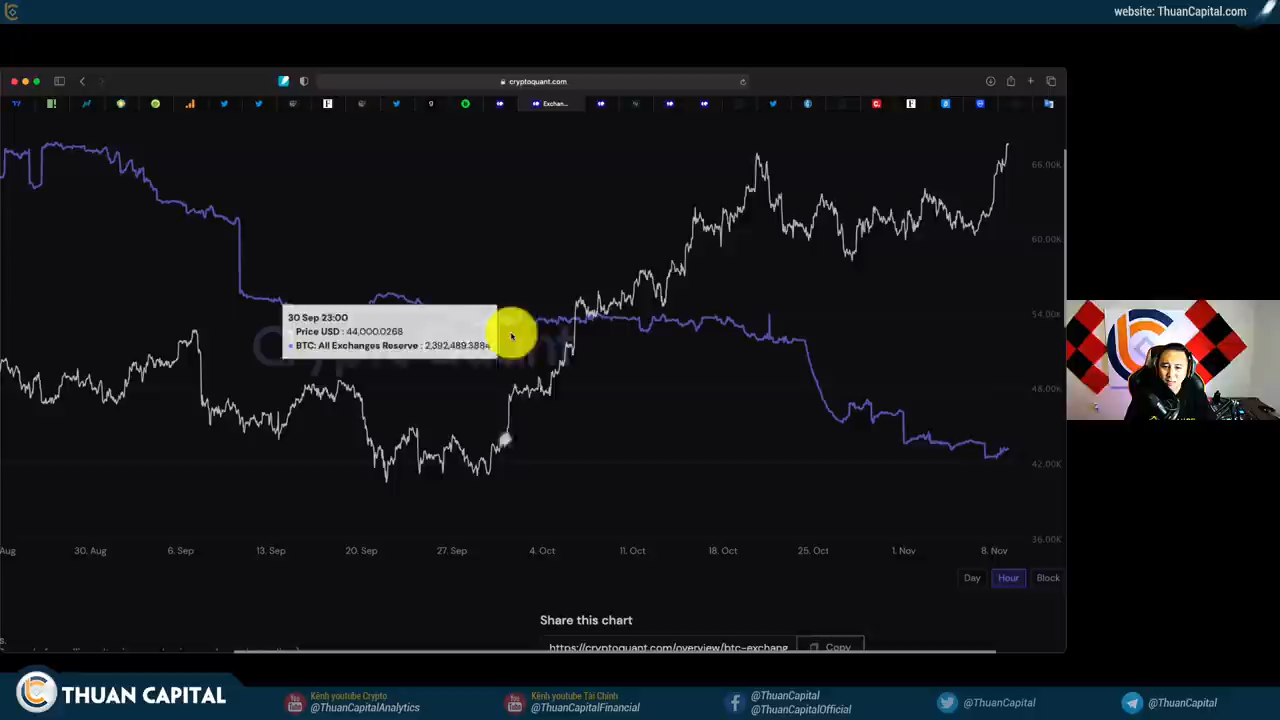 website: ThuanCapital.com
cryptoquant.com
Exchan...
66.00K
60.00K
54.00K
48.00K
42.00K
36.00K
30 Sep 23:00
Price USD : 44,000.0268
BTC: All Exchanges Reserve : 2,392,489.3884
Aug
30. Aug
6. Sep
13. Sep
20. Sep
27. Sep
4. Oct
11. Oct
18. Oct
25. Oct
1. Nov
8. Nov
Day
Hour
Block
Share this chart
https://cryptoquant.com/overview/btc-exchang
Copy
THUAN CAPITAL
Kênh youtube Crypto
@ThuanCapitalAnalytics
Kênh youtube Tài Chính
@ThuanCapitalFinancial
@ThuanCapital
@ThuanCapitalOfficial
@ThuanCapital
@ThuanCapital